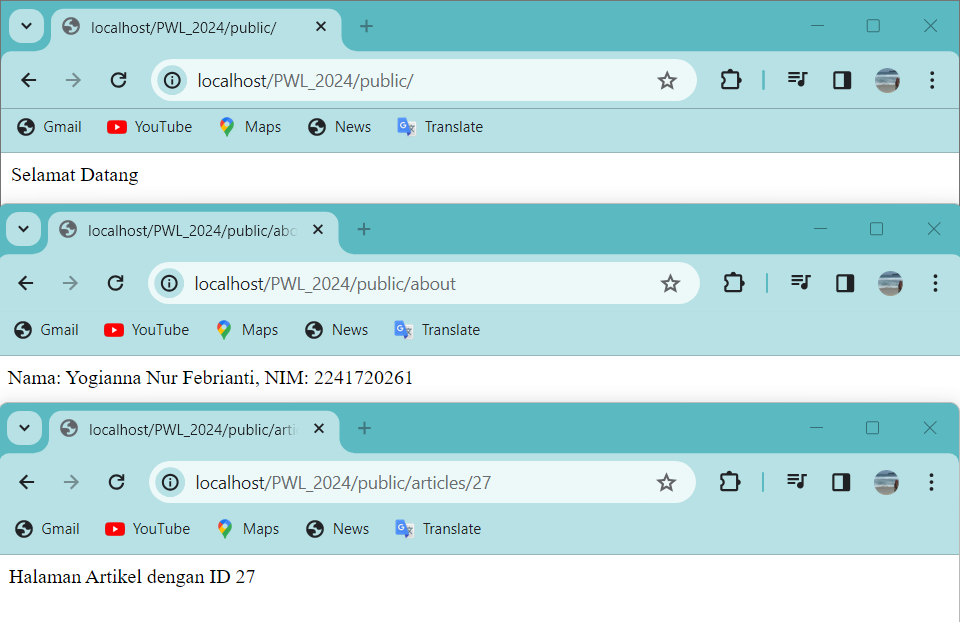 localhost/PWL_2024/public/
localhost/PWL_2024/public/
Gmail YouTube Maps News Translate
Selamat Datang
localhost/PWL_2024/public/abo
localhost/PWL_2024/public/about
Gmail YouTube Maps News Translate
Nama: Yogianna Nur Febrianti, NIM: 2241720261
localhost/PWL_2024/public/arti
localhost/PWL_2024/public/articles/27
Gmail YouTube Maps News Translate
Halaman Artikel dengan ID 27